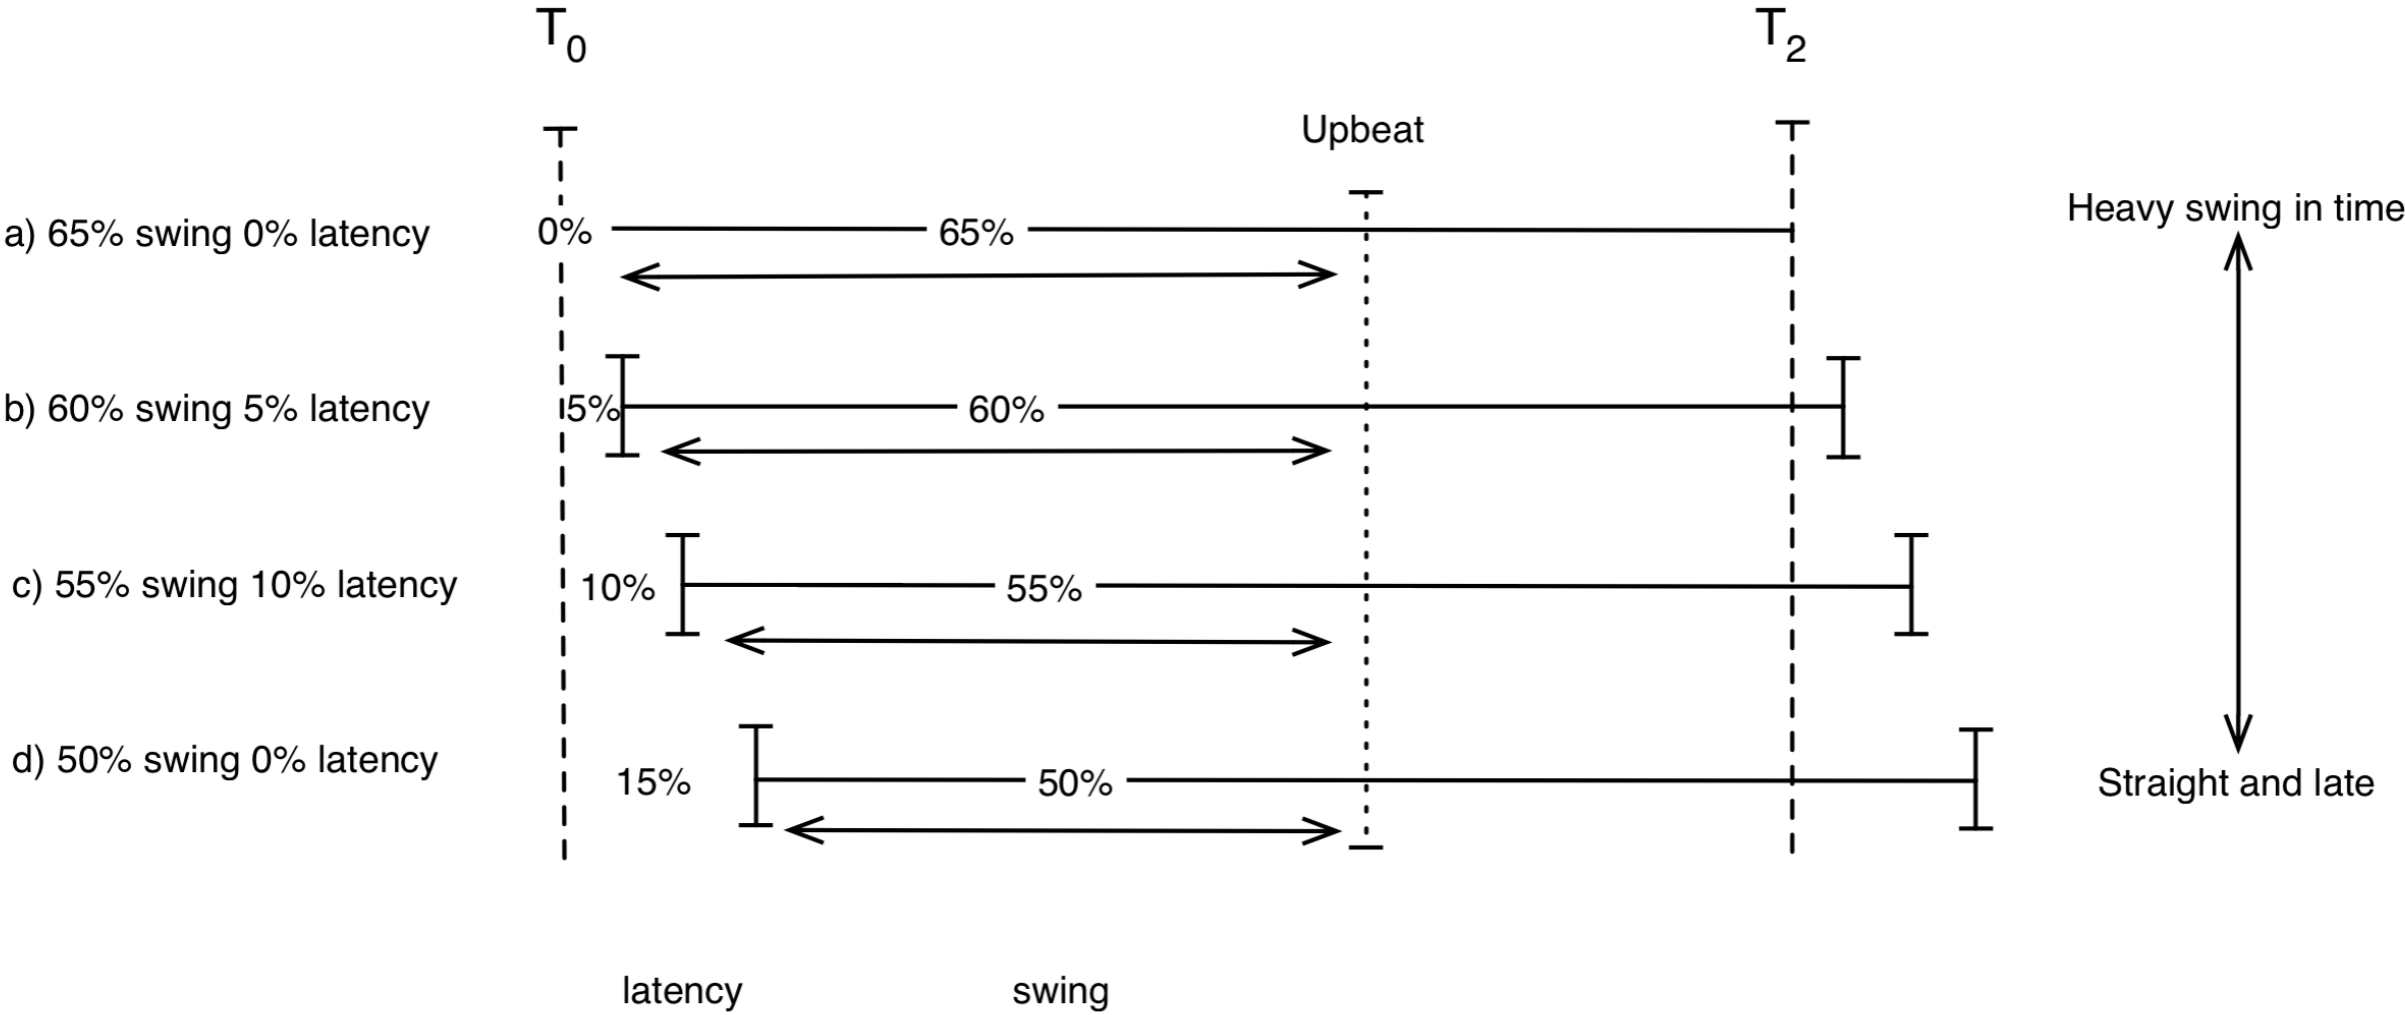 T0 T2
Upbeat
Heavy swing in time
a) 65% swing 0% latency 0% 65%
b) 60% swing 5% latency 5% 60%
c) 55% swing 10% latency 10% 55%
d) 50% swing 0% latency 15% 50%
Straight and late
latency swing